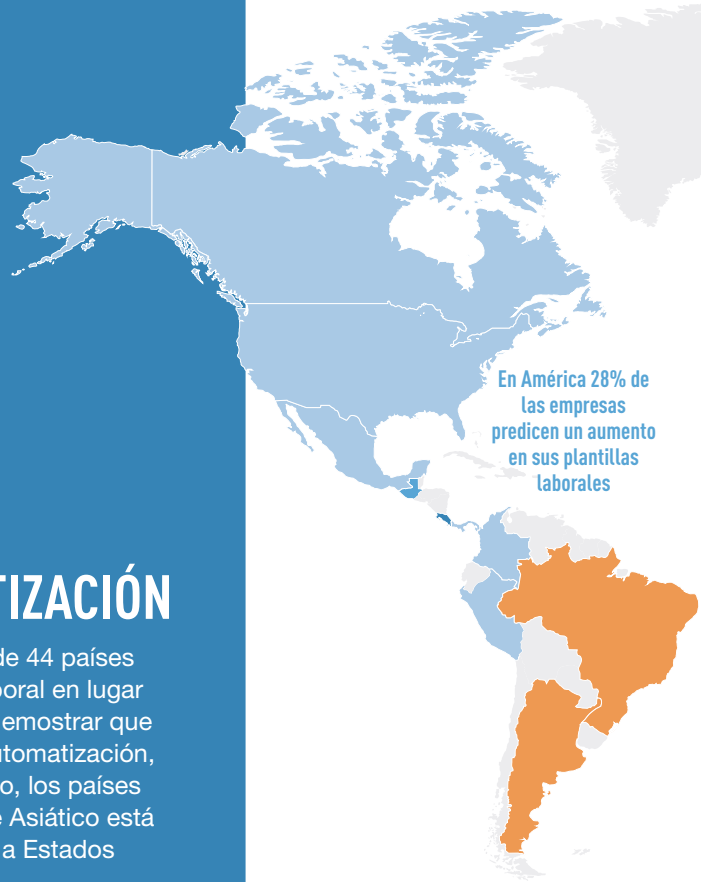 En América 28% de
las empresas
predicen un aumento
en sus plantillas
laborales
TIZACIÓN
de 44 países
poral en lugar
emostrar que
utomatización,
o, los países
e Asiático está
a Estados